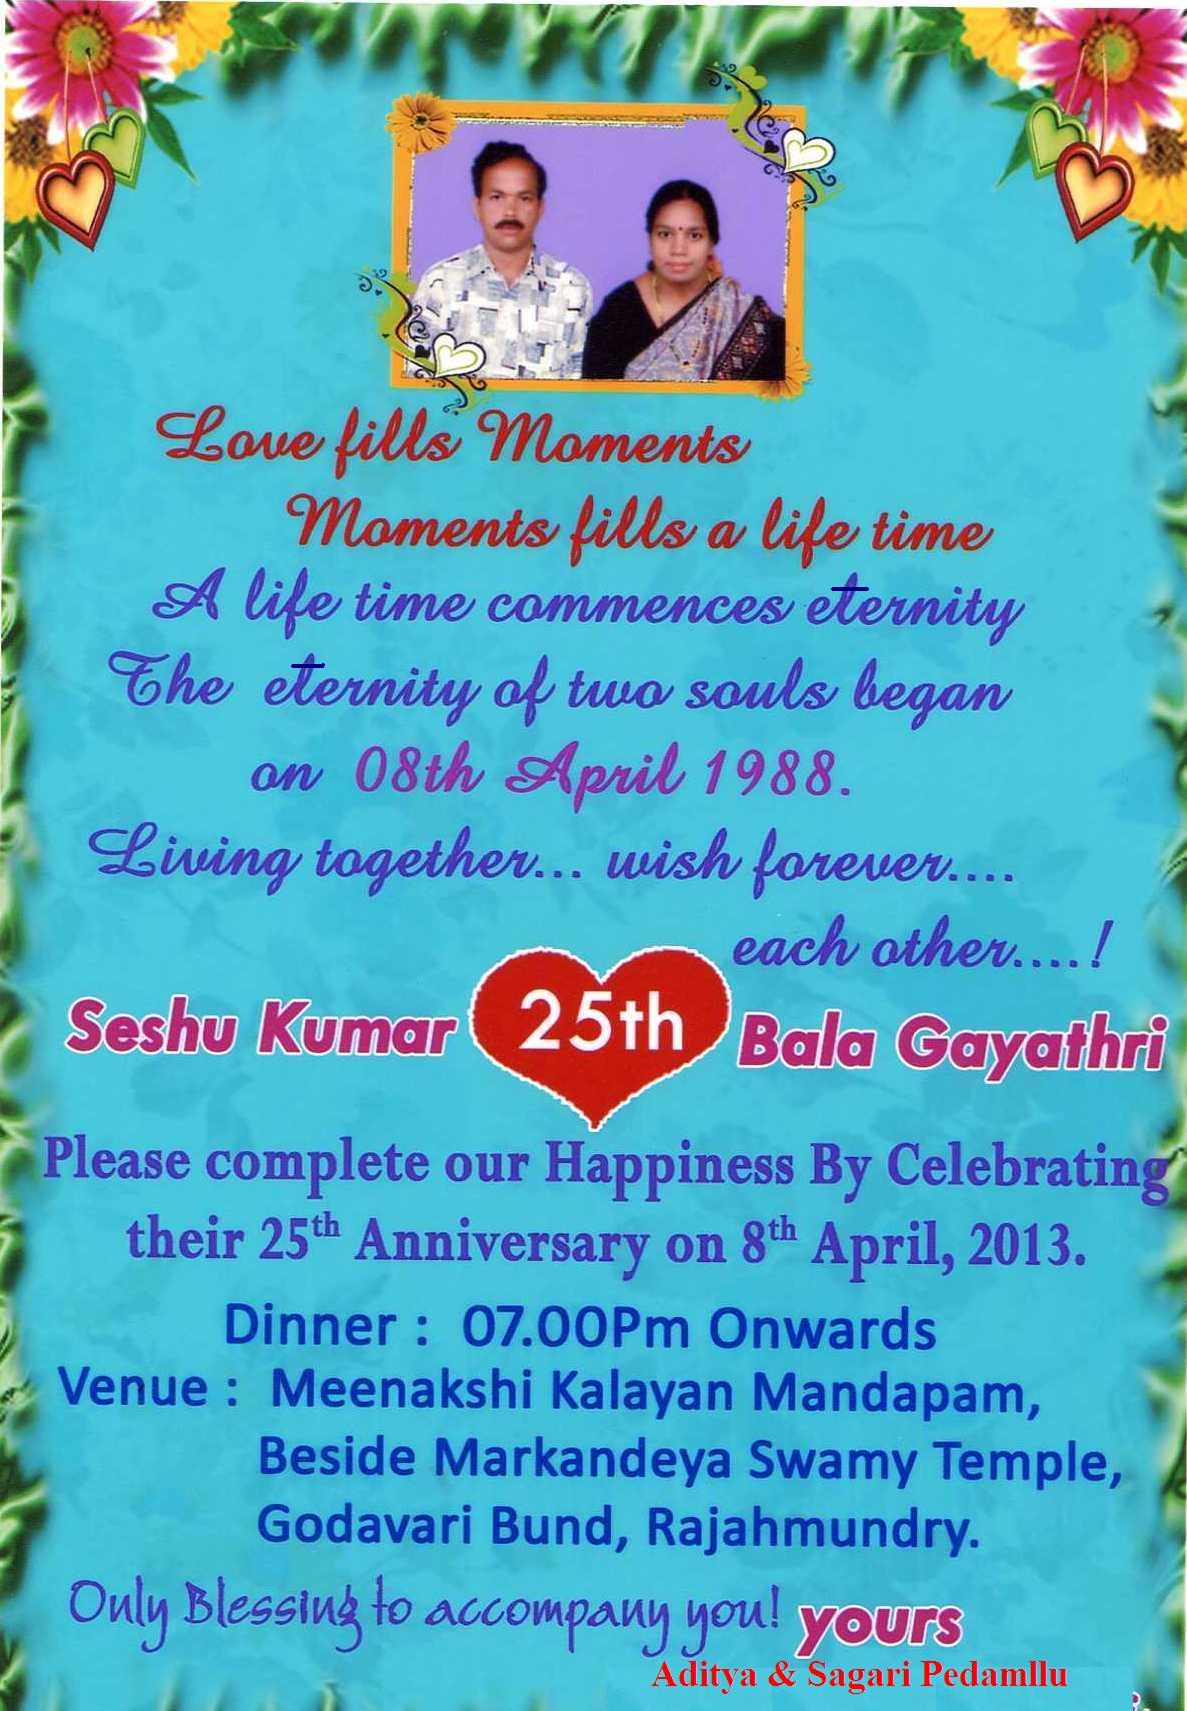 Love fills Moments
Moments fills a life time
A life time commences eternity
The eternity of two souls began
on 08th April 1988.
Living together... wish forever....
each other....!
Seshu Kumar 25th Bala Gayathri
Please complete our Happiness By Celebrating
their 25th Anniversary on 8th April, 2013.
Dinner : 07.00Pm Onwards
Venue : Meenakshi Kalayan Mandapam,
Beside Markandeya Swamy Temple,
Godavari Bund, Rajahmundry.
Only Blessing to accompany you! yours
Aditya & Sagari Pedamllu